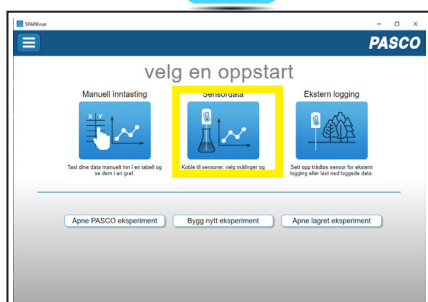 SPARKvue
PASCO
velg en oppstart
Manuell inntasting
Sensordata
Ekstern logging
X Y
Tast dine data manuelt inn i en tabell og
se dem i en graf.
Koble til sensorer, velg målinger og
Sett opp trådløs sensor for ekstern
logging eller last ned loggede data.
Åpne PASCO eksperiment
Bygg nytt eksperiment
Åpne lagret eksperiment